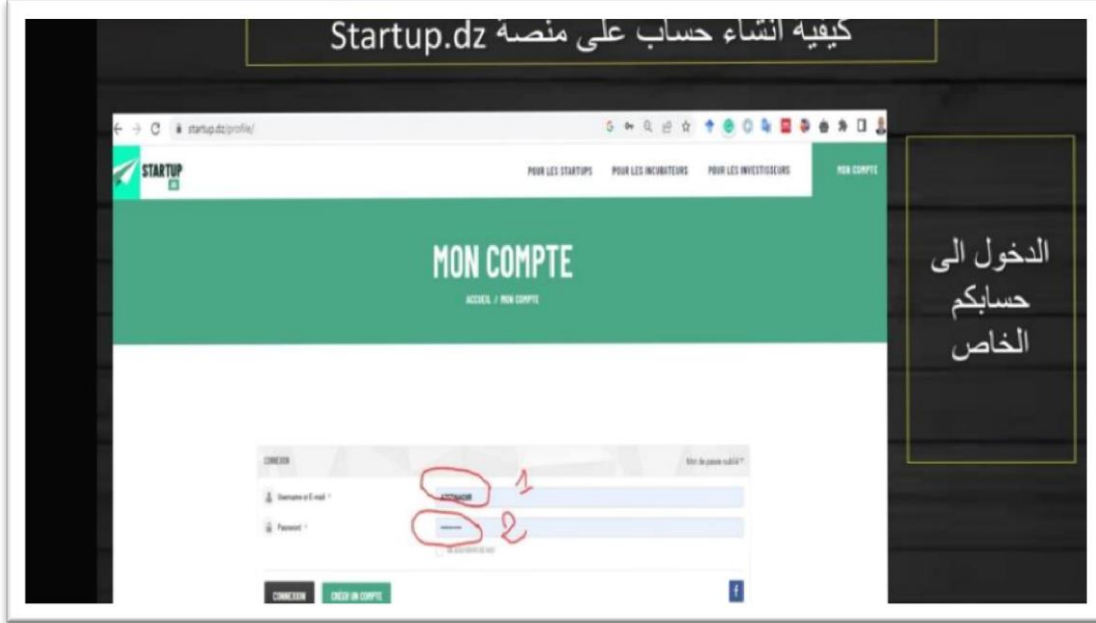 كيفية انشاء حساب على منصة Startup.dz
startup.dz/profile/
STARTUP
POUR LES STARTUPS POUR LES INCUBATEURS POUR LES INVESTISSEURS MON COMPTE
MON COMPTE
ACCUEIL / MON COMPTE
الدخول الى
حسابكم
الخاص
CONNEXION Mot de passe oublié ?
Username or E-mail *
1
Password *
2
CONNEXION CRÉER UN COMPTE
f